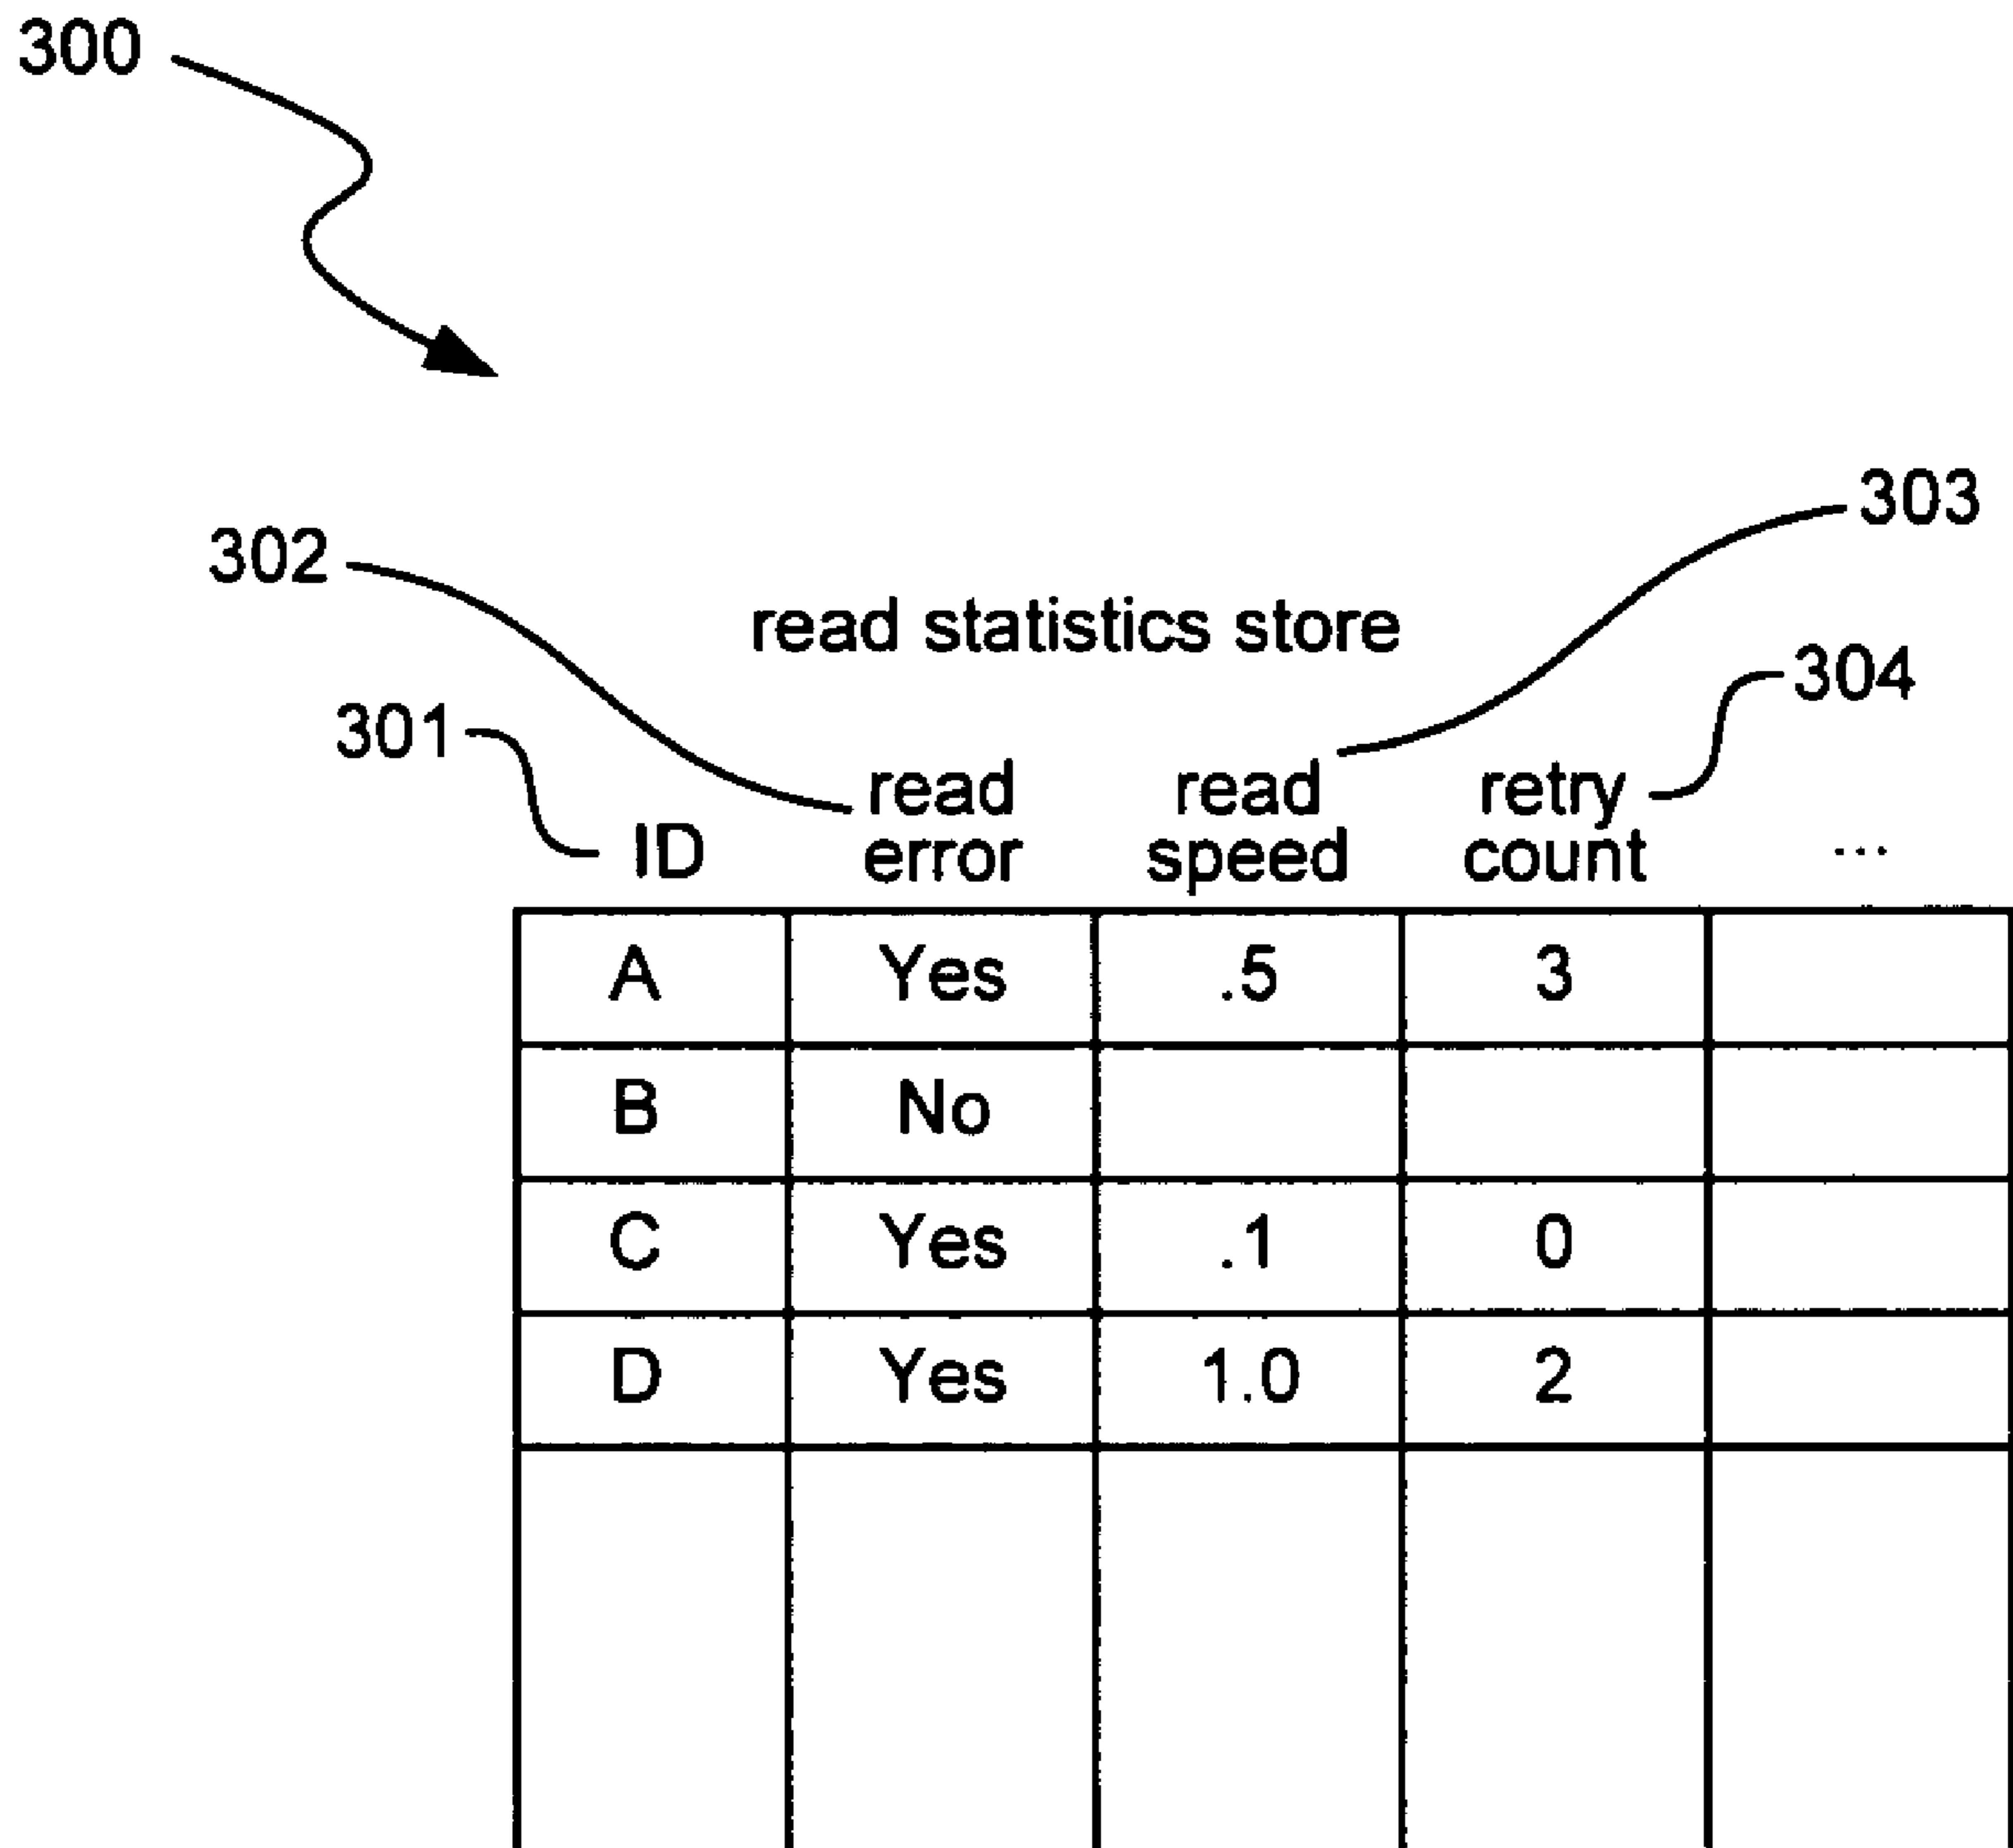 300
303
302
read statistics store
304
301
read read retry
ID error speed count ...
A Yes .5 3
B No
C Yes .1 0
D Yes 1.0 2